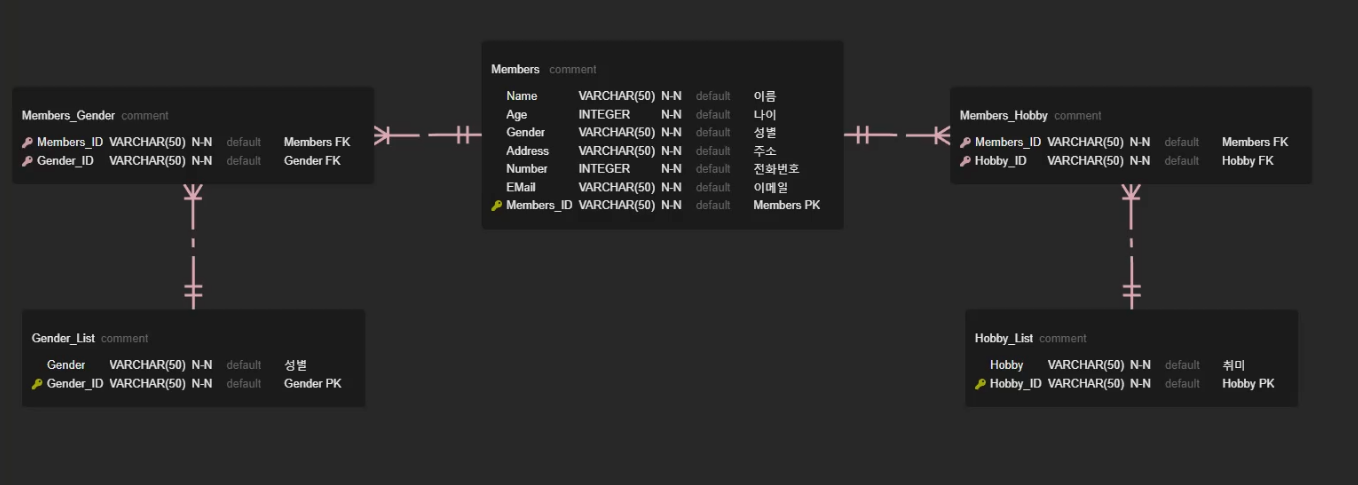 Members comment
Name VARCHAR(50) N-N default 이름
Age INTEGER N-N default 나이
Gender VARCHAR(50) N-N default 성별
Address VARCHAR(50) N-N default 주소
Number INTEGER N-N default 전화번호
EMail VARCHAR(50) N-N default 이메일
Members_ID VARCHAR(50) N-N default Members PK
Members_Gender comment
Members_ID VARCHAR(50) N-N default Members FK
Gender_ID VARCHAR(50) N-N default Gender FK
Members_Hobby comment
Members_ID VARCHAR(50) N-N default Members FK
Hobby_ID VARCHAR(50) N-N default Hobby FK
Gender_List comment
Gender VARCHAR(50) N-N default 성별
Gender_ID VARCHAR(50) N-N default Gender PK
Hobby_List comment
Hobby VARCHAR(50) N-N default 취미
Hobby_ID VARCHAR(50) N-N default Hobby PK